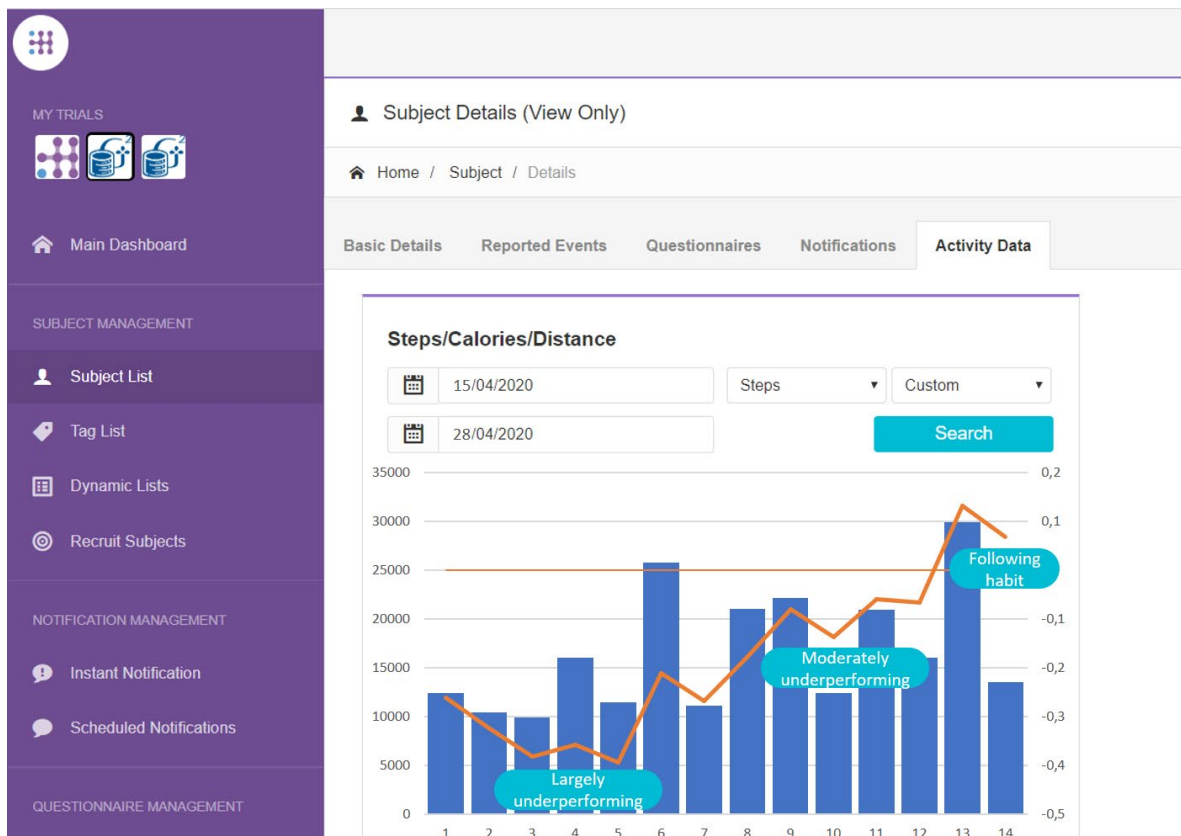 MY TRIALS
2
2
Main Dashboard
SUBJECT MANAGEMENT
Subject List
Tag List
Dynamic Lists
Recruit Subjects
NOTIFICATION MANAGEMENT
Instant Notification
Scheduled Notifications
QUESTIONNAIRE MANAGEMENT
Subject Details (View Only)
Home / Subject / Details
Basic Details Reported Events Questionnaires Notifications Activity Data
Steps/Calories/Distance
15/04/2020 Steps Custom
28/04/2020 Search
35000 0,2
30000 0,1
Following
25000
habit
20000 -0,1
Moderately
15000 -0,2
underperforming
10000 -0,3
5000 -0,4
Largely
underperforming
0 -0,5
1 2 3 4 5 6 7 8 9 10 11 12 13 14